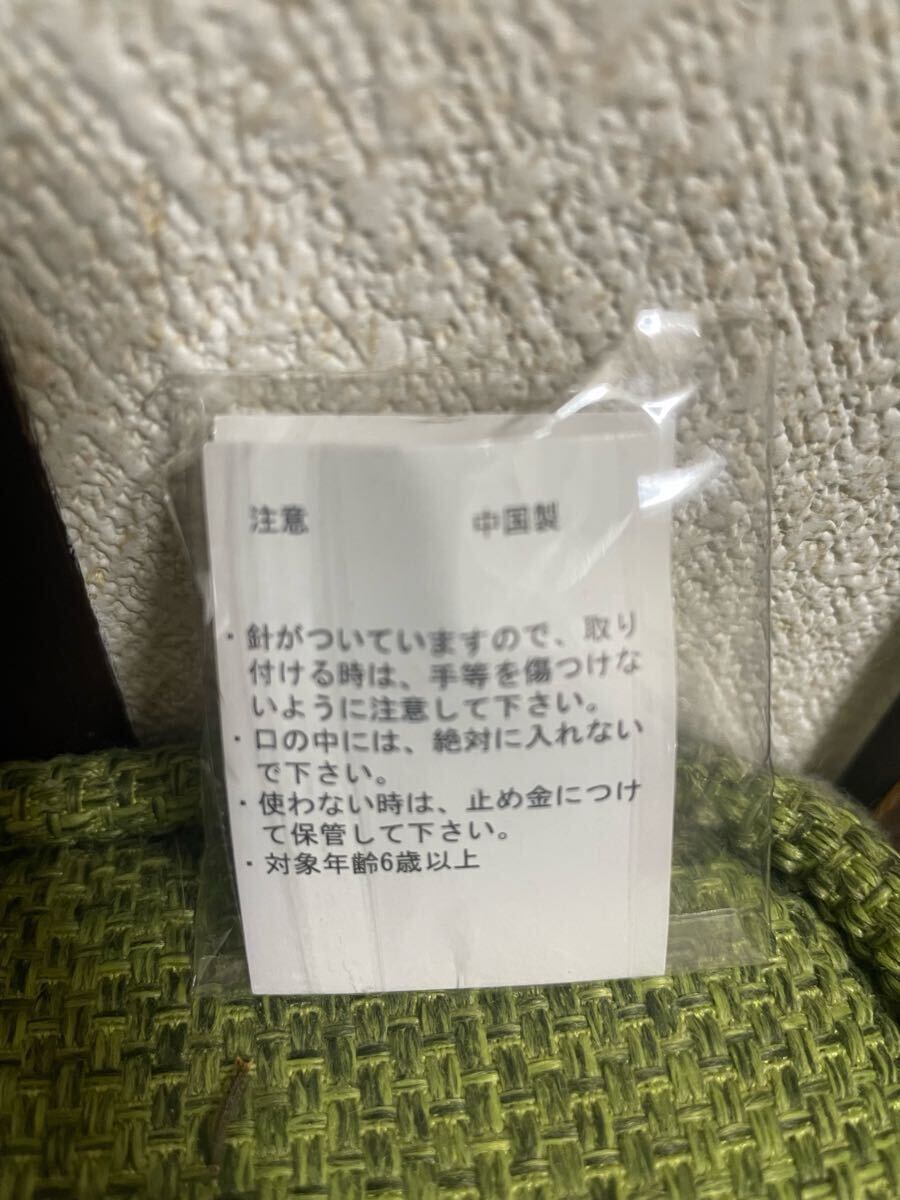 注意 中国製
・針がついていますので、取り
付ける時は、手等を傷つけな
いように注意して下さい。
・口の中には、絶対に入れない
で下さい。
・使わない時は、止め金につけ
て保管して下さい。
・対象年齢6歳以上